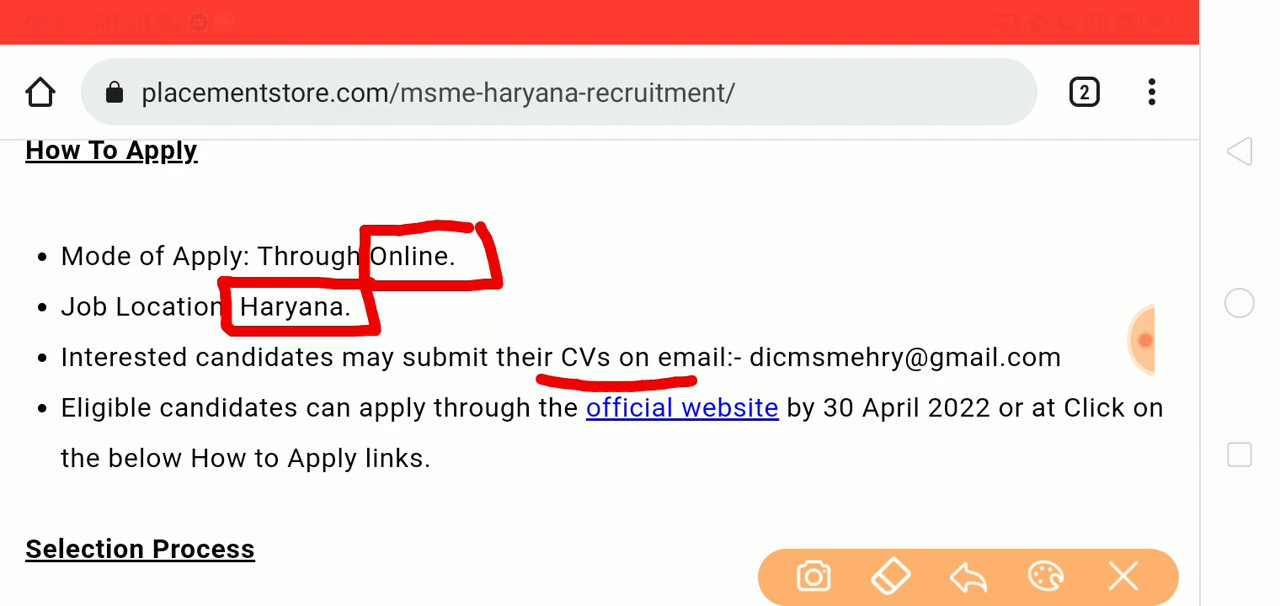 placementstore.com/msme-haryana-recruitment/
2
How To Apply
Mode of Apply: Through Online.
Job Location Haryana.
Interested candidates may submit their CVs on email:- dicmsmehry@gmail.com
Eligible candidates can apply through the official website by 30 April 2022 or at Click on
the below How to Apply links.
Selection Process